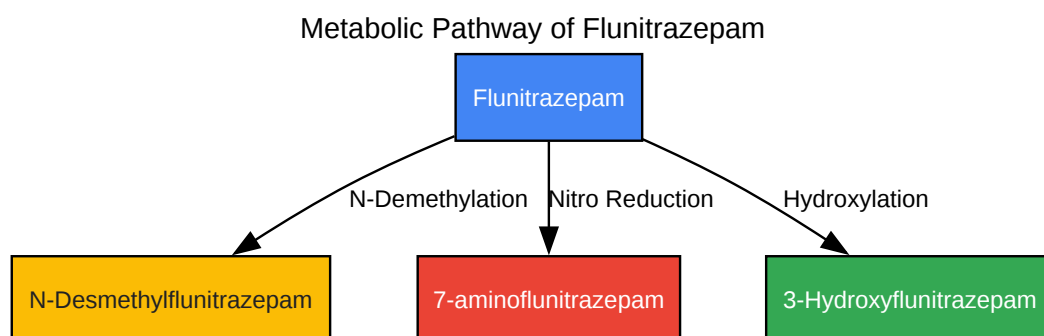 Metabolic Pathway of Flunitrazepam
Flunitrazepam
N-Demethylation
Nitro Reduction
Hydroxylation
N-Desmethylflunitrazepam
7-aminoflunitrazepam
3-Hydroxyflunitrazepam